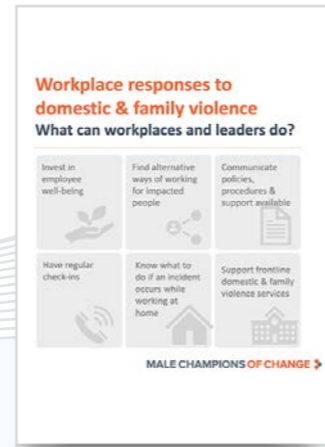 Workplace responses to
domestic & family violence
What can workplaces and leaders do?
Invest in
employee
well-being
Find alternative
ways of working
for impacted
people
Communicate
policies,
procedures &
support available
Have regular
check-ins
Know what to
do if an incident
occurs while
working at
home
Support frontline
domestic & family
violence services
MALE CHAMPIONS OF CHANGE